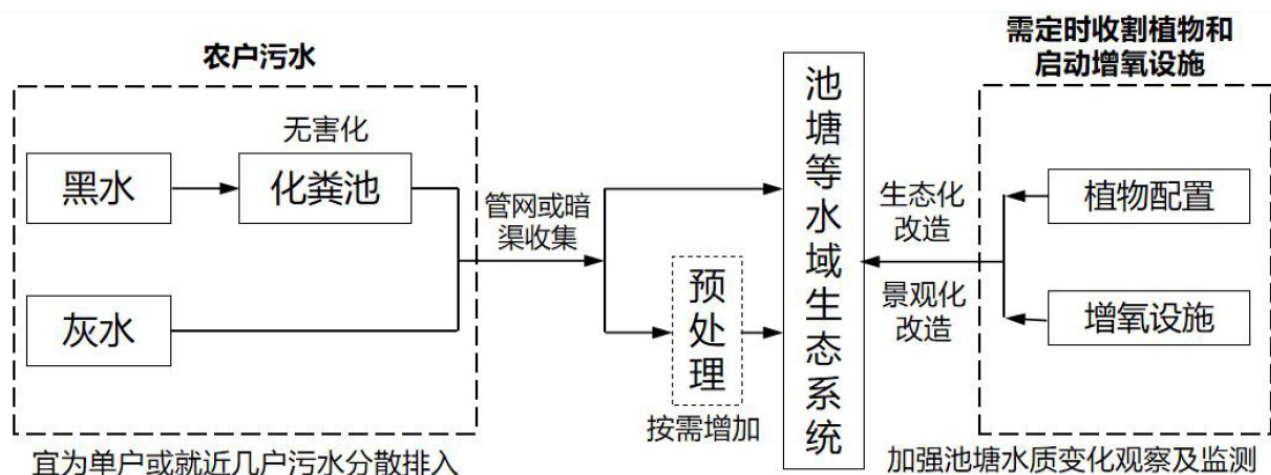 农户污水
无害化
黑水
化粪池
灰水
宜为单户或就近几户污水分散排入
管网或暗
渠收集
预
处
理
按需增加
池
塘
等
水
域
生
态
系
统
生态化
改造
景观化
改造
需定时收割植物和
启动增氧设施
植物配置
增氧设施
加强池塘水质变化观察及监测